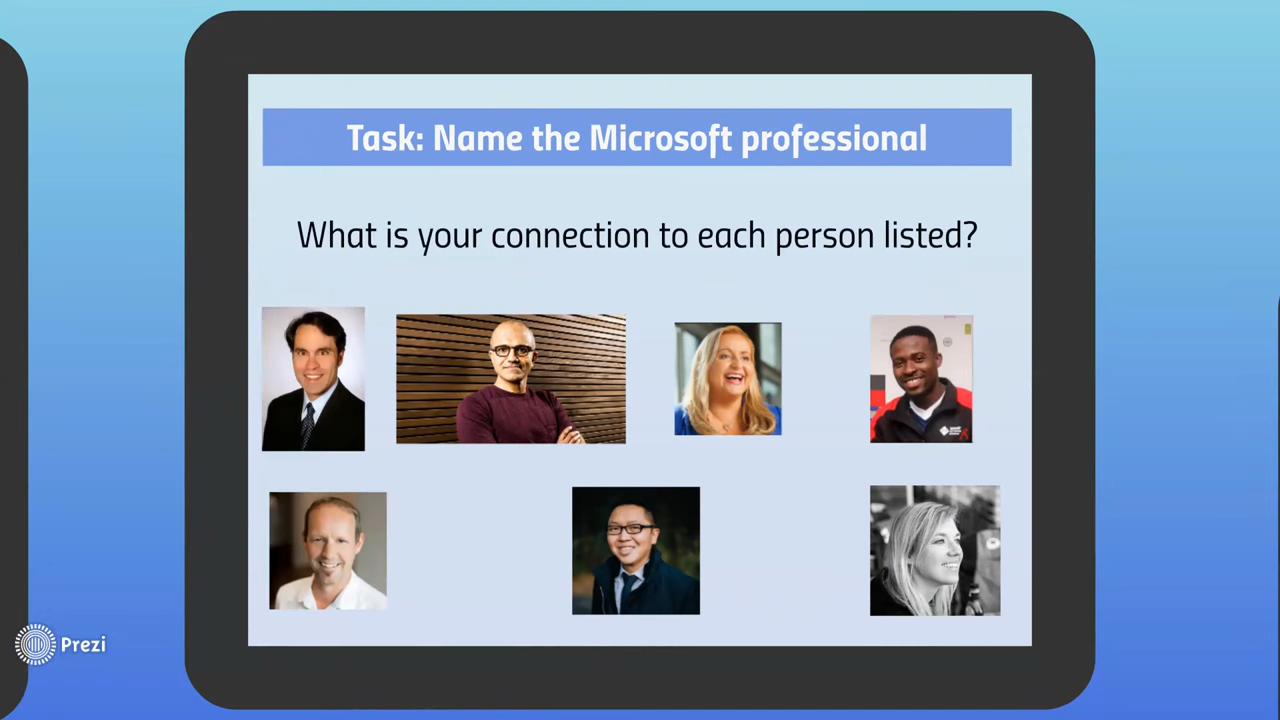 Task: Name the Microsoft professional
What is your connection to each person listed?
Prezi